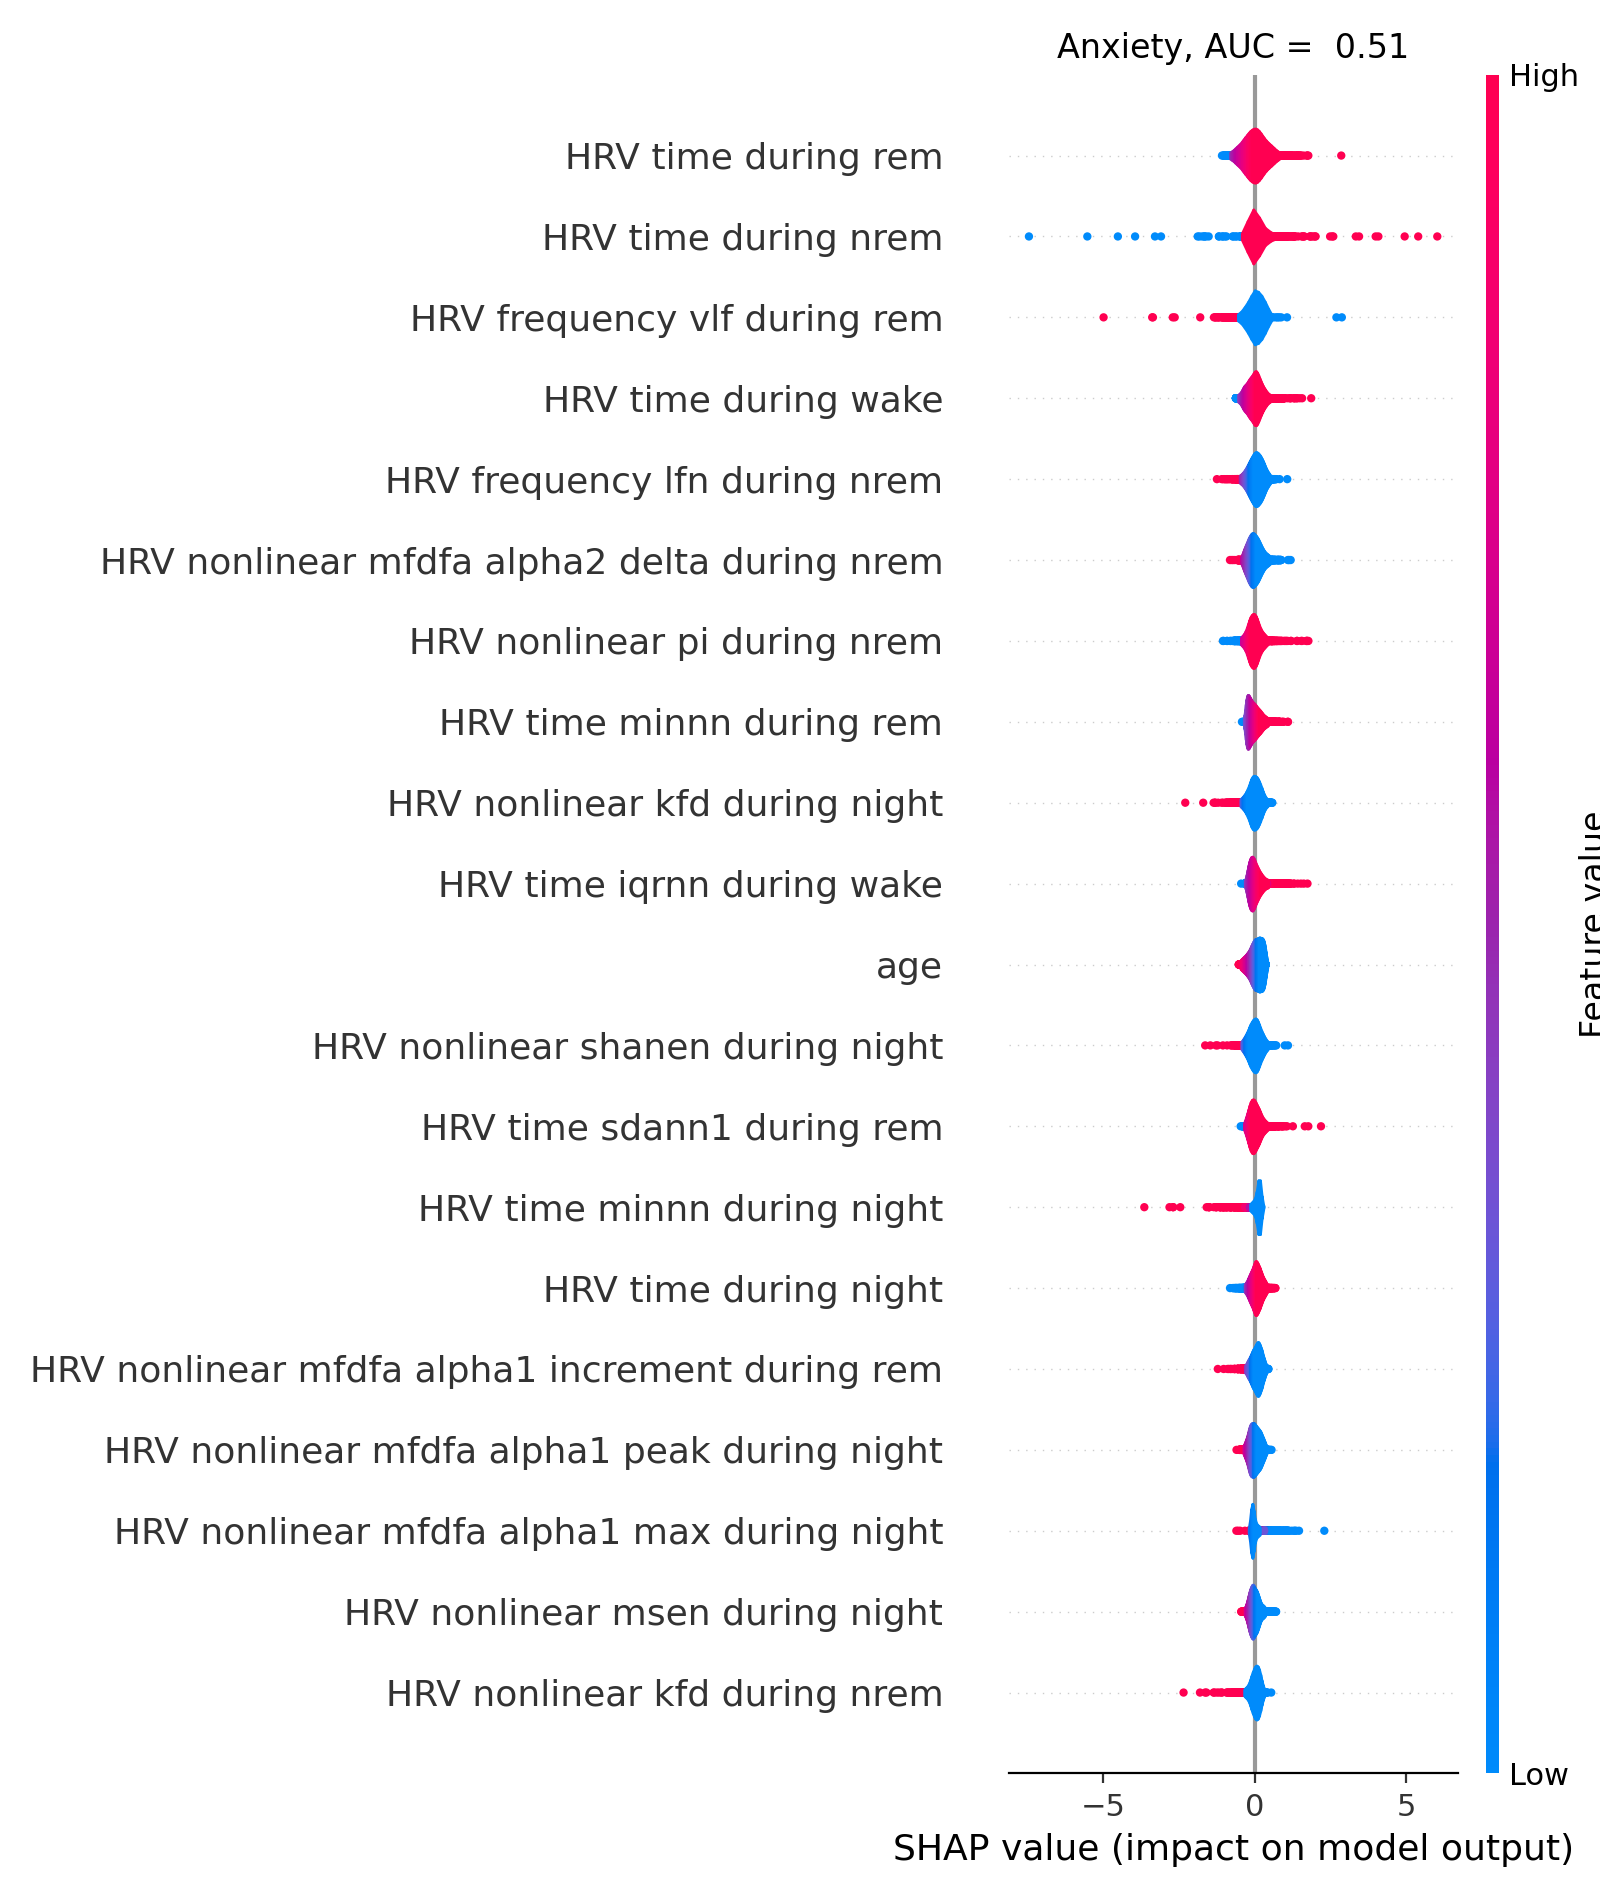 Anxiety, AUC =  0.51
High
HRV time during rem
HRV time during nrem
HRV frequency vlf during rem
HRV time during wake
HRV frequency lfn during nrem
HRV nonlinear mfdfa alpha2 delta during nrem
HRV nonlinear pi during nrem
HRV time minnn during rem
HRV nonlinear kfd during night
HRV time iqrnn during wake
age
HRV nonlinear shanen during night
HRV time sdann1 during rem
HRV time minnn during night
HRV time during night
HRV nonlinear mfdfa alpha1 increment during rem
HRV nonlinear mfdfa alpha1 peak during night
HRV nonlinear mfdfa alpha1 max during night
HRV nonlinear msen during night
HRV nonlinear kfd during nrem
Feature value
Low
−5 0 5
SHAP value (impact on model output)